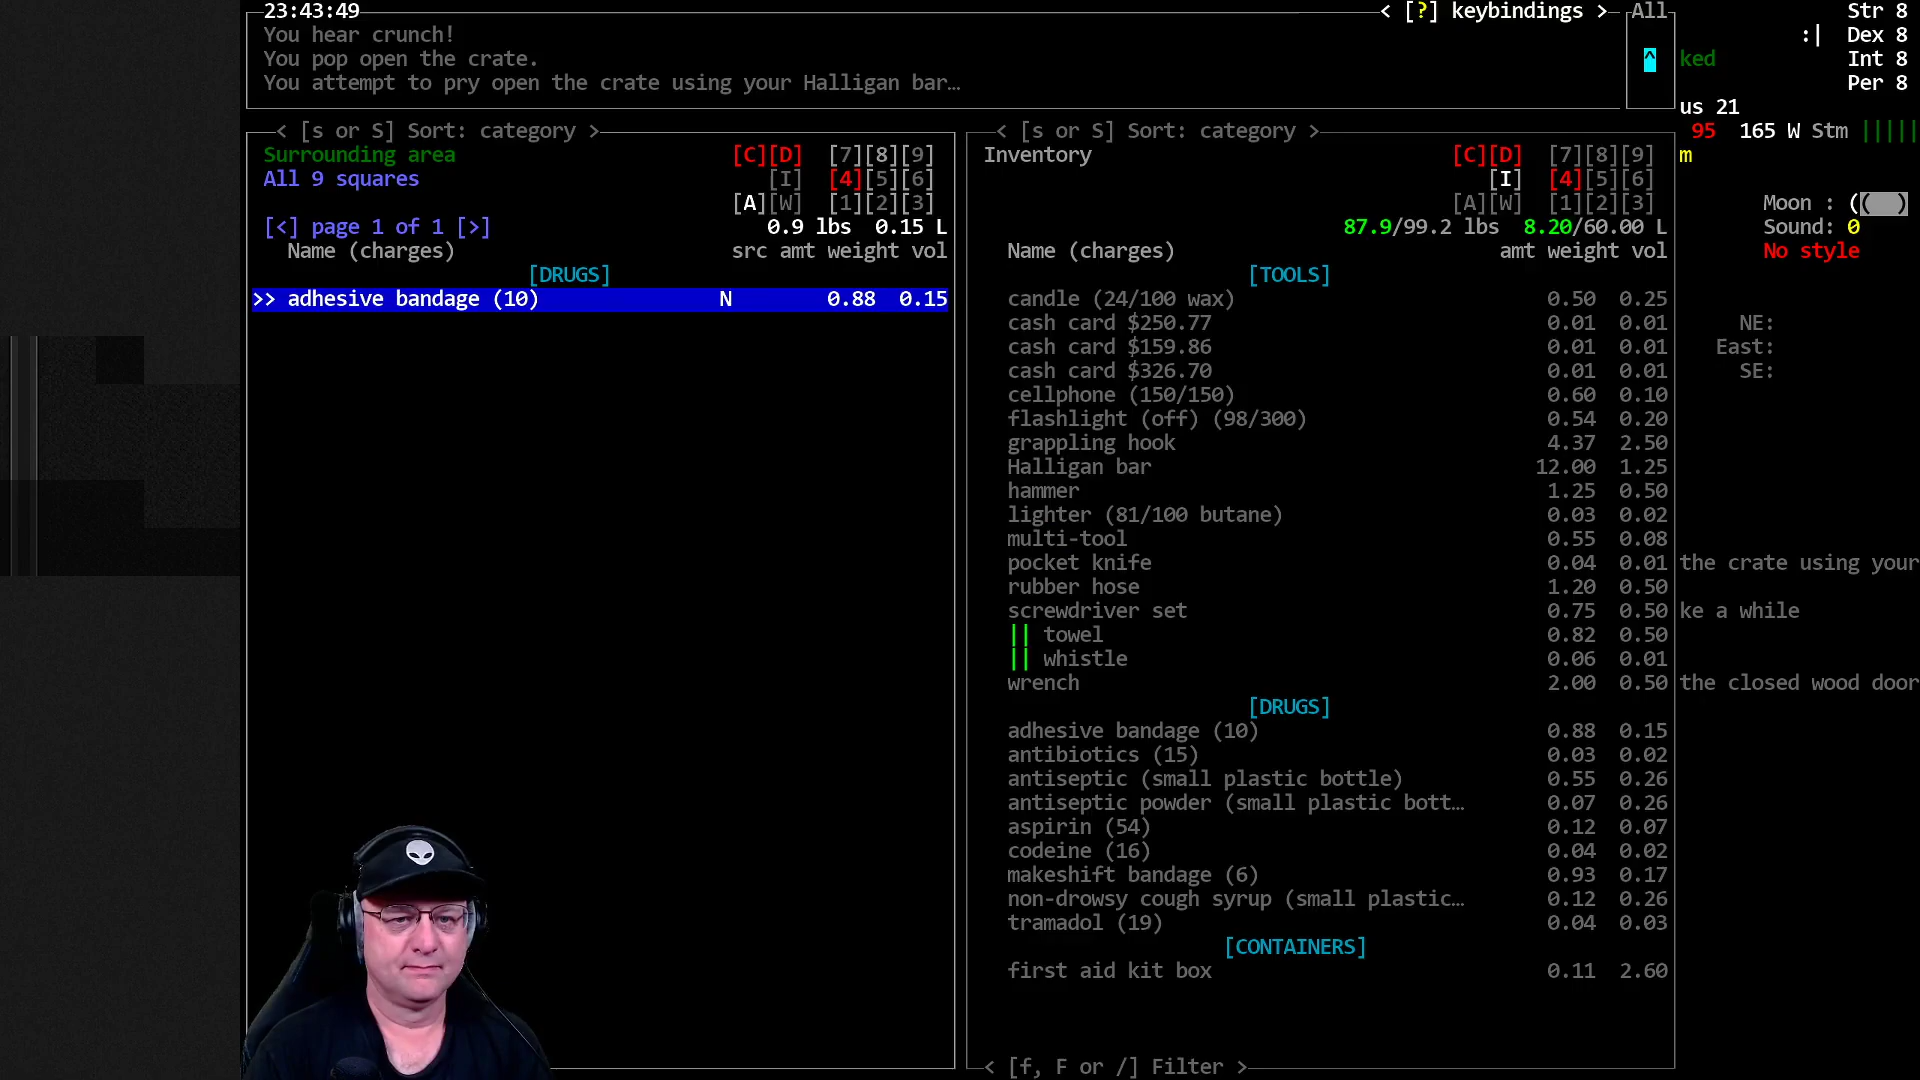 23:43:49
< [?] keybindings >
You hear crunch!
You pop open the crate.
You attempt to pry open the crate using your Halligan bar…
All
^
Str 8
:| Dex 8
ked Int 8
Per 8
us 21
95 165 W Stm |||||
m
Moon : (( )
Sound: 0
No style
NE:
East:
SE:
the crate using your
ke a while
the closed wood door
< [s or S] Sort: category >
Surrounding area [C][D] [7][8][9]
All 9 squares [I] [4][5][6]
[A][W] [1][2][3]
[<] page 1 of 1 [>] 0.9 lbs 0.15 L
Name (charges) src amt weight vol
[DRUGS]
>> adhesive bandage (10) N 0.88 0.15
< [s or S] Sort: category >
Inventory [C][D] [7][8][9]
[I] [4][5][6]
[A][W] [1][2][3]
87.9/99.2 lbs 8.20/60.00 L
Name (charges) amt weight vol
[TOOLS]
candle (24/100 wax) 0.50 0.25
cash card $250.77 0.01 0.01
cash card $159.86 0.01 0.01
cash card $326.70 0.01 0.01
cellphone (150/150) 0.60 0.10
flashlight (off) (98/300) 0.54 0.20
grappling hook 4.37 2.50
Halligan bar 12.00 1.25
hammer 1.25 0.50
lighter (81/100 butane) 0.03 0.02
multi-tool 0.55 0.08
pocket knife 0.04 0.01
rubber hose 1.20 0.50
screwdriver set 0.75 0.50
|| towel 0.82 0.50
|| whistle 0.06 0.01
wrench 2.00 0.50
[DRUGS]
adhesive bandage (10) 0.88 0.15
antibiotics (15) 0.03 0.02
antiseptic (small plastic bottle) 0.55 0.26
antiseptic powder (small plastic bott… 0.07 0.26
aspirin (54) 0.12 0.07
codeine (16) 0.04 0.02
makeshift bandage (6) 0.93 0.17
non-drowsy cough syrup (small plastic… 0.12 0.26
tramadol (19) 0.04 0.03
[CONTAINERS]
first aid kit box 0.11 2.60
< [f, F or /] Filter >